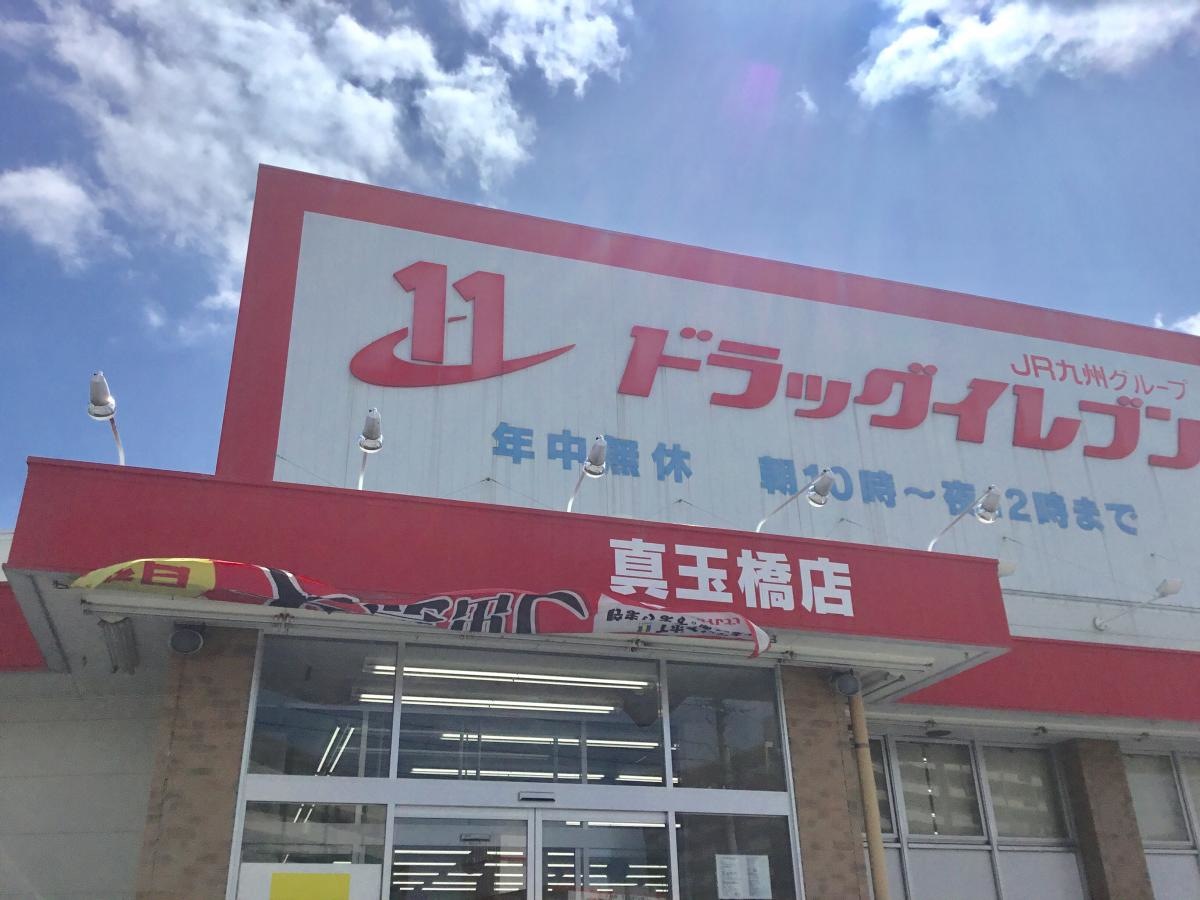 11
JR九州グループ
ドラッグイレブン
年中無休 朝10時～夜12時まで
真玉橋店